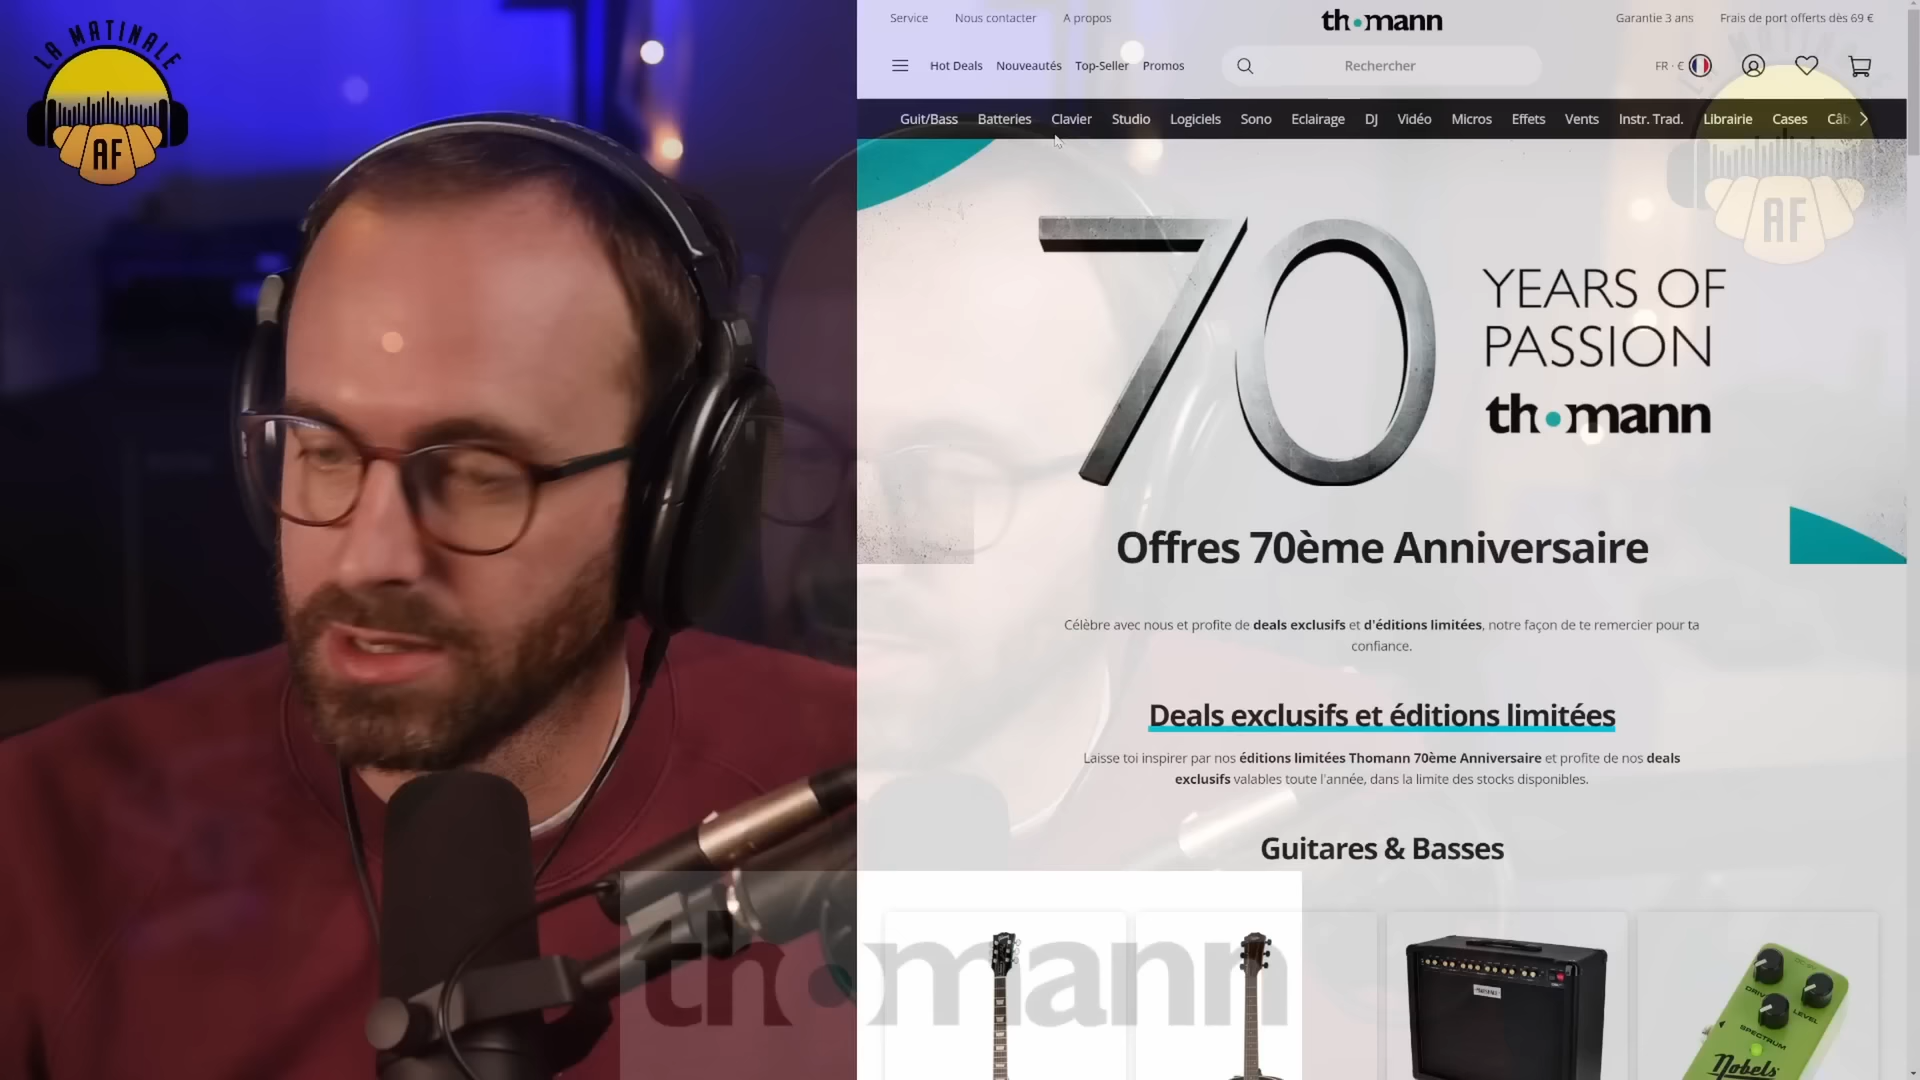 LA MATINALE
AF
Service Nous contacter A propos
thomann
Garantie 3 ans Frais de port offerts dès 69 €
Hot Deals Nouveautés Top-Seller Promos
Rechercher
FR · €
Guit/Bass Batteries Clavier Studio Logiciels Sono Eclairage DJ Vidéo Micros Effets Vents Instr. Trad. Librairie Cases Câb
AF
70
YEARS OF
PASSION
thomann
Offres 70ème Anniversaire
Célèbre avec nous et profite de deals exclusifs et d'éditions limitées, notre façon de te remercier pour ta
confiance.
Deals exclusifs et éditions limitées
Laisse toi inspirer par nos éditions limitées Thomann 70ème Anniversaire et profite de nos deals
exclusifs valables toute l'année, dans la limite des stocks disponibles.
Guitares & Basses
thomann
DRIVE
LEVEL
SPECTRUM
Nobels